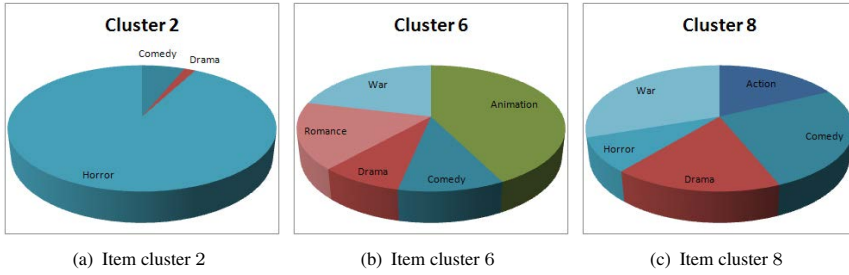 Cluster 2
Comedy
Drama
Horror
Cluster 6
War
Animation
Romance
Drama
Comedy
Cluster 8
War
Action
Horror
Comedy
Drama
(a) Item cluster 2
(b) Item cluster 6
(c) Item cluster 8